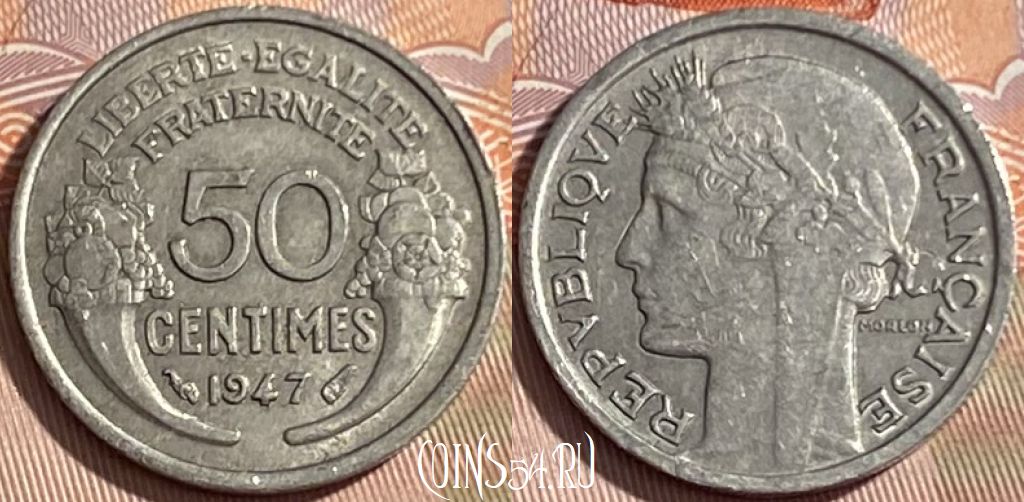 LIBERTE·EGALITE
FRATERNITE
50
CENTIMES
1947
REPVBLIQVE FRANÇAISE
MORLON
COINS54.RU